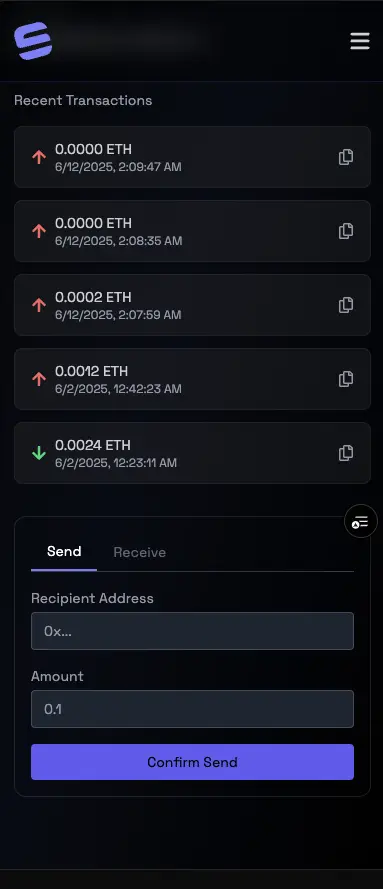 Recent Transactions
0.0000 ETH
6/12/2025, 2:09:47 AM
0.0000 ETH
6/12/2025, 2:08:35 AM
0.0002 ETH
6/12/2025, 2:07:59 AM
0.0012 ETH
6/2/2025, 12:42:23 AM
0.0024 ETH
6/2/2025, 12:23:11 AM
Send
Receive
Recipient Address
0x...
Amount
0.1
Confirm Send